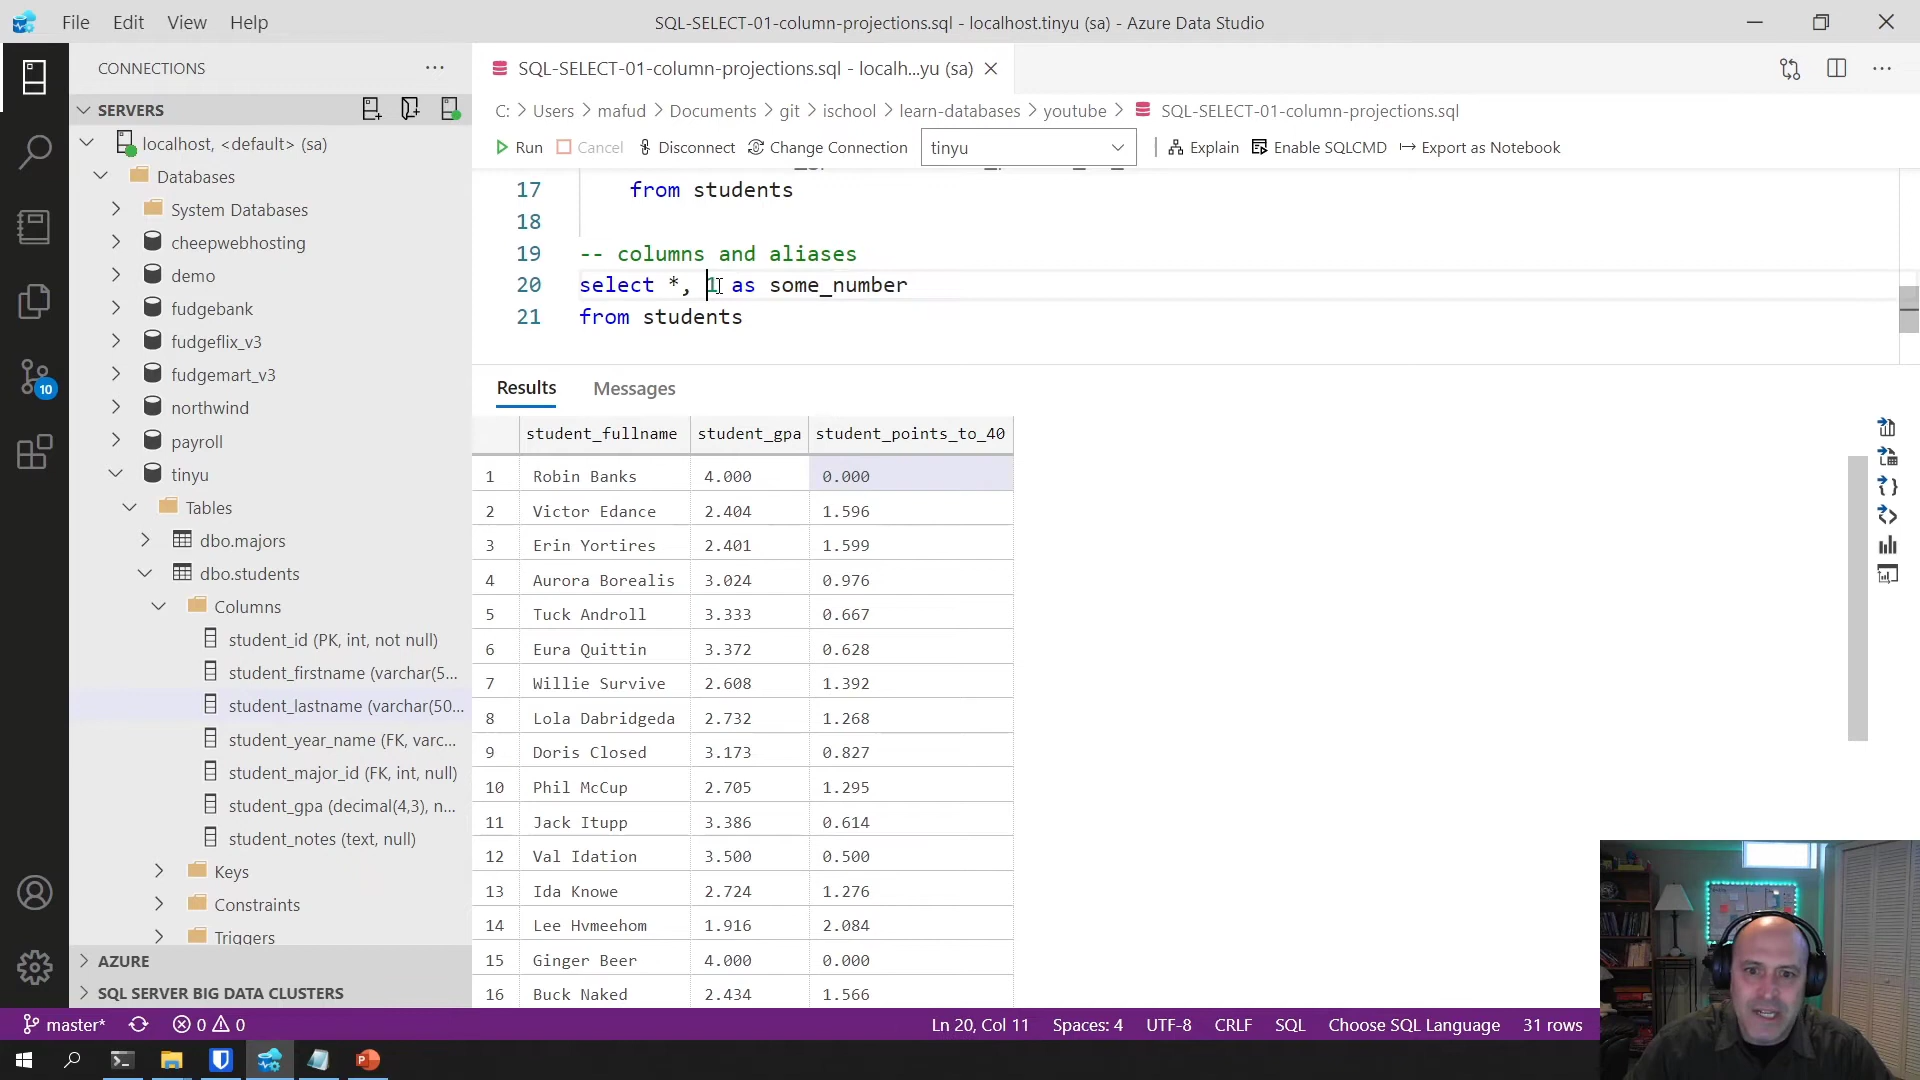 File Edit View Help
SQL-SELECT-01-column-projections.sql - localhost.tinyu (sa) - Azure Data Studio
CONNECTIONS
SERVERS
localhost, <default> (sa)
Databases
System Databases
cheepwebhosting
demo
fudgebank
fudgeflix_v3
fudgemart_v3
northwind
payroll
tinyu
Tables
dbo.majors
dbo.students
Columns
student_id (PK, int, not null)
student_firstname (varchar(5...
student_lastname (varchar(50...
student_year_name (FK, varc...
student_major_id (FK, int, null)
student_gpa (decimal(4,3), n...
student_notes (text, null)
Keys
Constraints
Triggers
AZURE
SQL SERVER BIG DATA CLUSTERS
10
SQL-SELECT-01-column-projections.sql - localh...yu (sa)
C: > Users > mafud > Documents > git > ischool > learn-databases > youtube > SQL-SELECT-01-column-projections.sql
Run Cancel Disconnect Change Connection tinyu Explain Enable SQLCMD Export as Notebook
17 from students
18
19 -- columns and aliases
20 select *, 1 as some_number
21 from students
Results Messages
student_fullname student_gpa student_points_to_40
1 Robin Banks 4.000 0.000
2 Victor Edance 2.404 1.596
3 Erin Yortires 2.401 1.599
4 Aurora Borealis 3.024 0.976
5 Tuck Androll 3.333 0.667
6 Eura Quittin 3.372 0.628
7 Willie Survive 2.608 1.392
8 Lola Dabridgeda 2.732 1.268
9 Doris Closed 3.173 0.827
10 Phil McCup 2.705 1.295
11 Jack Itupp 3.386 0.614
12 Val Idation 3.500 0.500
13 Ida Knowe 2.724 1.276
14 Lee Hvmeehom 1.916 2.084
15 Ginger Beer 4.000 0.000
16 Buck Naked 2.434 1.566
master* 0 0 Ln 20, Col 11 Spaces: 4 UTF-8 CRLF SQL Choose SQL Language 31 rows